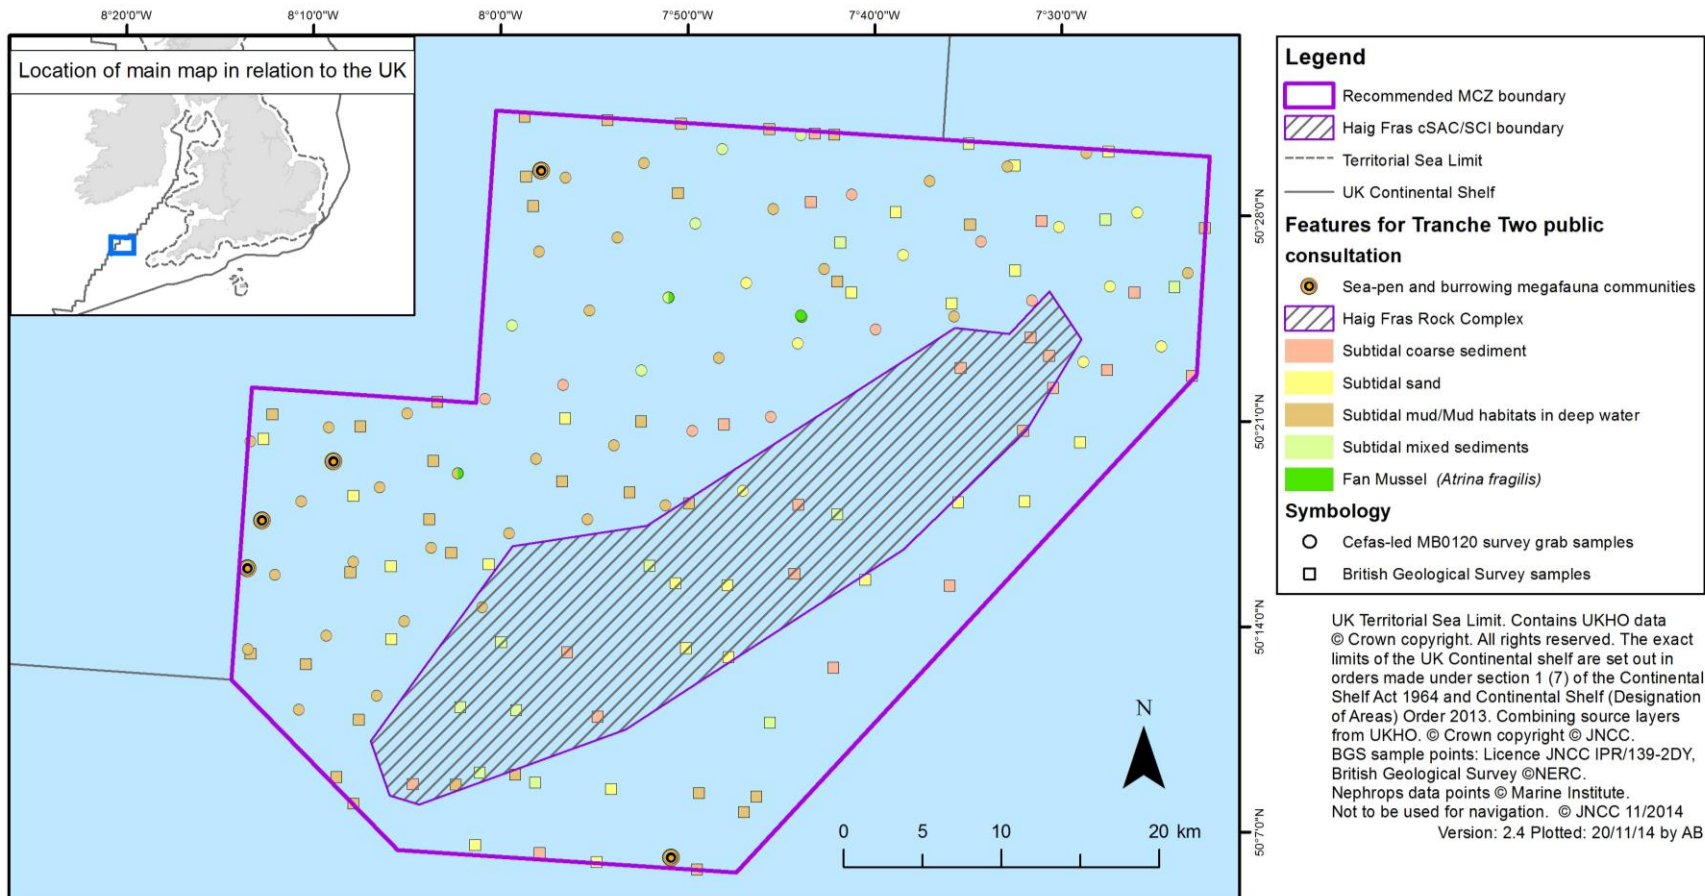 8°20'0"W 8°10'0"W 8°0'0"W 7°50'0"W 7°40'0"W 7°30'0"W
Location of main map in relation to the UK
50°28'0"N
50°21'0"N
50°14'0"N
50°7'0"N
N
0 5 10 20 km
Legend
Recommended MCZ boundary
Haig Fras cSAC/SCI boundary
Territorial Sea Limit
UK Continental Shelf
Features for Tranche Two public
consultation
Sea-pen and burrowing megafauna communities
Haig Fras Rock Complex
Subtidal coarse sediment
Subtidal sand
Subtidal mud/Mud habitats in deep water
Subtidal mixed sediments
Fan Mussel (Atrina fragilis)
Symbology
Cefas-led MB0120 survey grab samples
British Geological Survey samples
UK Territorial Sea Limit. Contains UKHO data
© Crown copyright. All rights reserved. The exact
limits of the UK Continental shelf are set out in
orders made under section 1 (7) of the Continental
Shelf Act 1964 and Continental Shelf (Designation
of Areas) Order 2013. Combining source layers
from UKHO. © Crown copyright © JNCC.
BGS sample points: Licence JNCC IPR/139-2DY,
British Geological Survey ©NERC.
Nephrops data points © Marine Institute.
Not to be used for navigation. © JNCC 11/2014
Version: 2.4 Plotted: 20/11/14 by AB